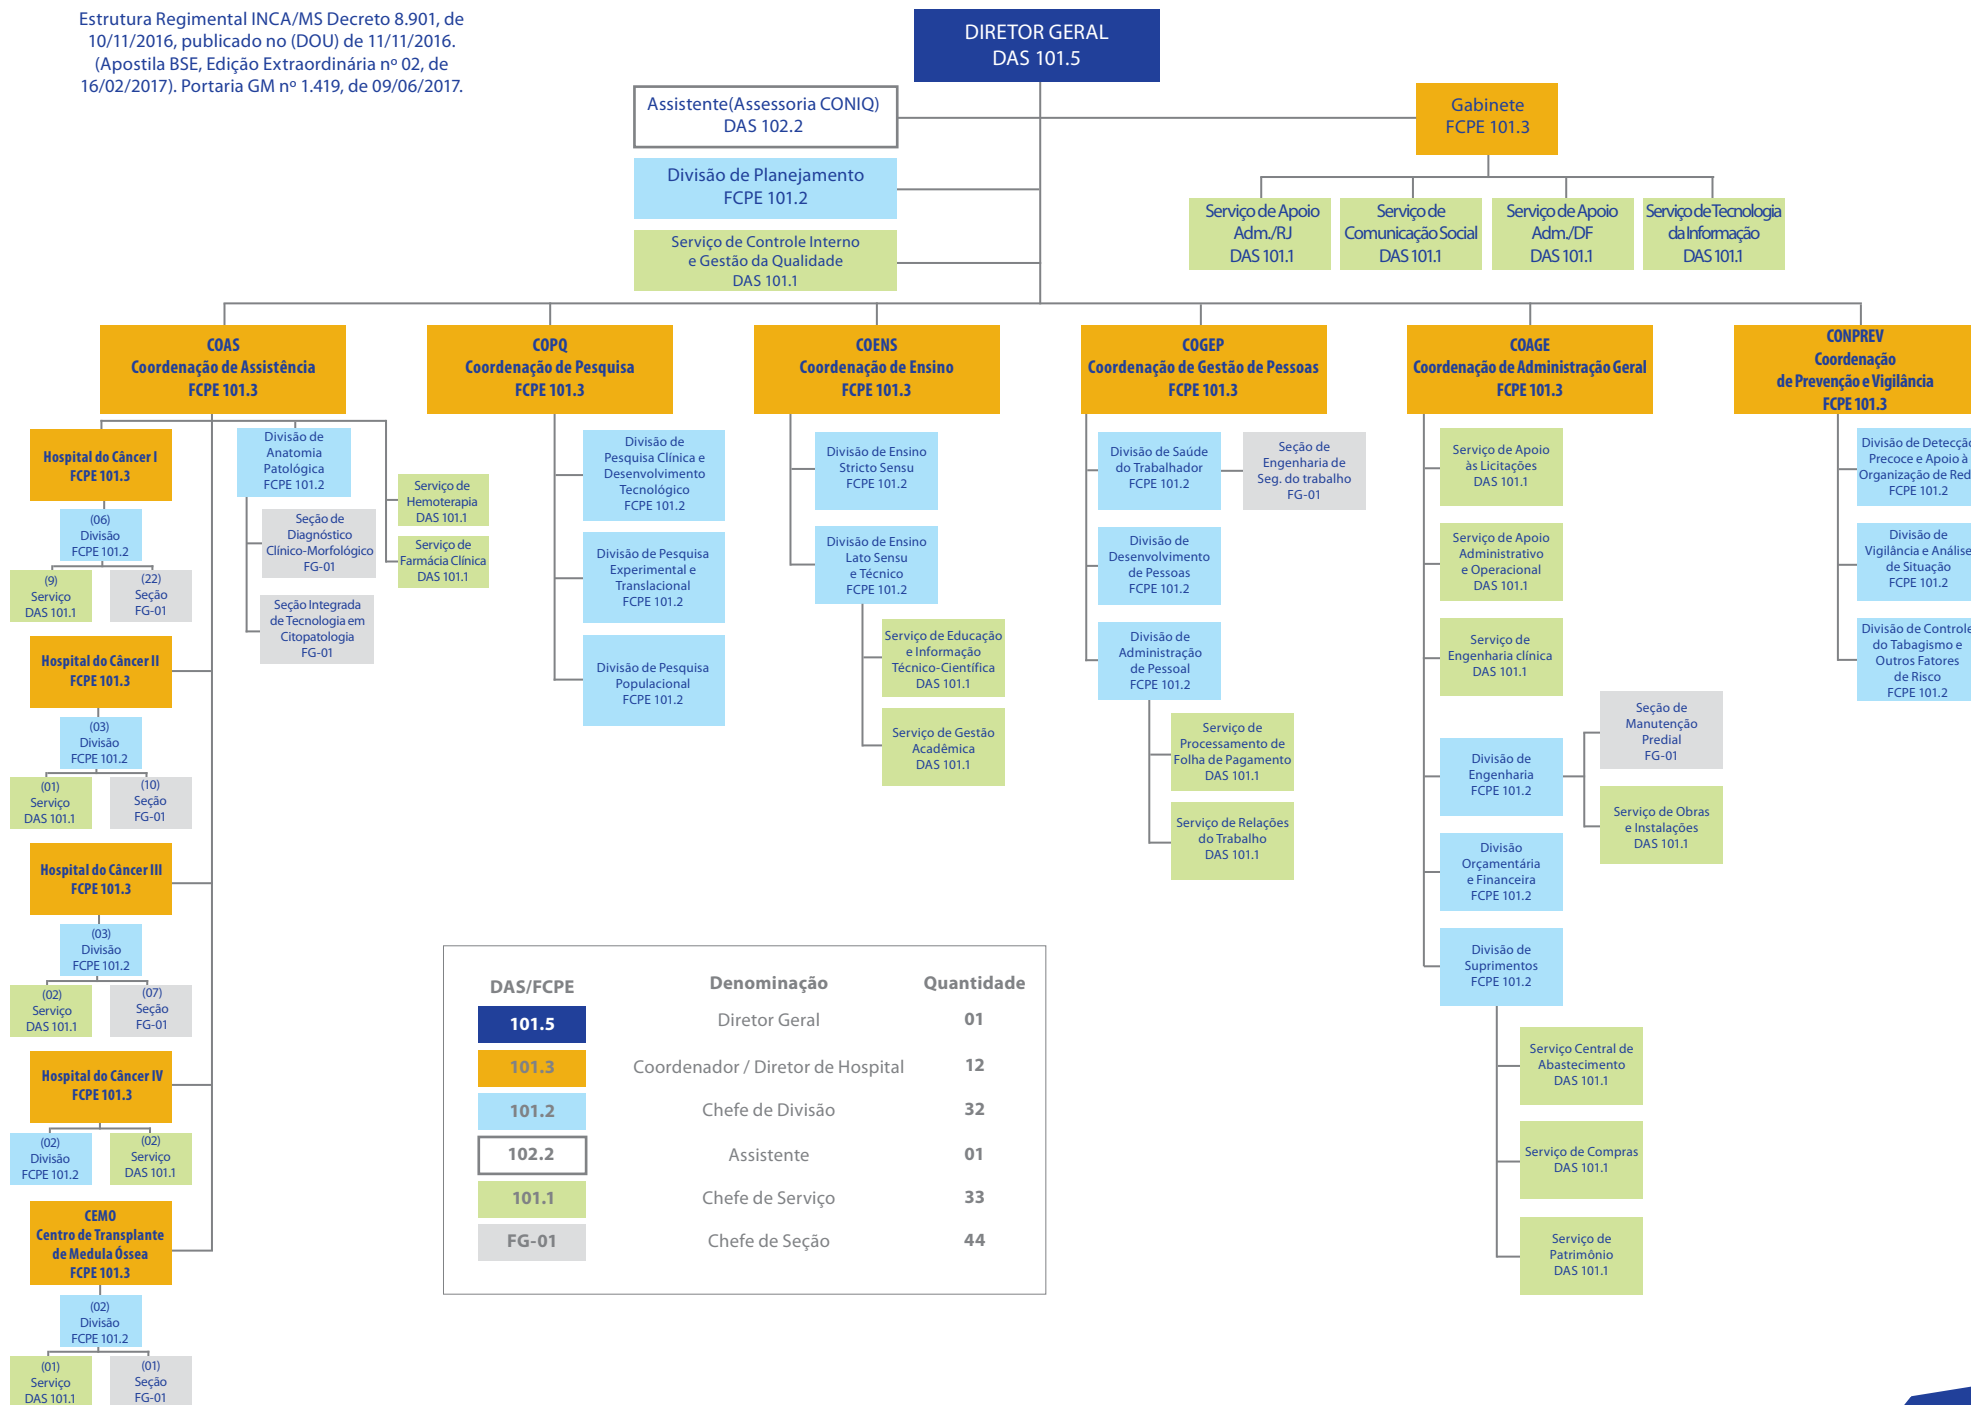 Estrutura Regimental INCA/MS Decreto 8.901, de
10/11/2016, publicado no (DOU) de 11/11/2016.
(Apostila BSE, Edição Extraordinária nº 02, de
16/02/2017). Portaria GM nº 1.419, de 09/06/2017.
DIRETOR GERAL
DAS 101.5
Assistente(Assessoria CONIQ)
DAS 102.2
Gabinete
FCPE 101.3
Divisão de Planejamento
FCPE 101.2
Serviço de Controle Interno
e Gestão da Qualidade
DAS 101.1
Serviço de Apoio
Adm./RJ
DAS 101.1
Serviço de
Comunicação Social
DAS 101.1
Serviço de Apoio
Adm./DF
DAS 101.1
Serviço de Tecnologia
da Informação
DAS 101.1
COAS
Coordenação de Assistência
FCPE 101.3
Hospital do Câncer I
FCPE 101.3
(06)
Divisão
FCPE 101.2
(9)
Serviço
DAS 101.1
(22)
Seção
FG-01
Hospital do Câncer II
FCPE 101.3
(03)
Divisão
FCPE 101.2
(01)
Serviço
DAS 101.1
(10)
Seção
FG-01
Hospital do Câncer III
FCPE 101.3
(03)
Divisão
FCPE 101.2
(02)
Serviço
DAS 101.1
(07)
Seção
FG-01
Hospital do Câncer IV
FCPE 101.3
(02)
Divisão
FCPE 101.2
(02)
Serviço
DAS 101.1
CEMO
Centro de Transplante
de Medula Óssea
FCPE 101.3
(02)
Divisão
FCPE 101.2
(01)
Serviço
DAS 101.1
(01)
Seção
FG-01
Divisão de
Anatomia
Patológica
FCPE 101.2
Seção de
Diagnóstico
Clínico-Morfológico
FG-01
Seção Integrada
de Tecnologia em
Citopatologia
FG-01
Serviço de
Hemoterapia
DAS 101.1
Serviço de
Farmácia Clínica
DAS 101.1
COPQ
Coordenação de Pesquisa
FCPE 101.3
Divisão de
Pesquisa Clínica e
Desenvolvimento
Tecnológico
FCPE 101.2
Divisão de Pesquisa
Experimental e
Translacional
FCPE 101.2
Divisão de Pesquisa
Populacional
FCPE 101.2
COENS
Coordenação de Ensino
FCPE 101.3
Divisão de Ensino
Stricto Sensu
FCPE 101.2
Divisão de Ensino
Lato Sensu
e Técnico
FCPE 101.2
Serviço de Educação
e Informação
Técnico-Científica
DAS 101.1
Serviço de Gestão
Acadêmica
DAS 101.1
COGEP
Coordenação de Gestão de Pessoas
FCPE 101.3
Divisão de Saúde
do Trabalhador
FCPE 101.2
Seção de
Engenharia de
Seg. do trabalho
FG-01
Divisão de
Desenvolvimento
de Pessoas
FCPE 101.2
Divisão de
Administração
de Pessoal
FCPE 101.2
Serviço de
Processamento de
Folha de Pagamento
DAS 101.1
Serviço de Relações
do Trabalho
DAS 101.1
COAGE
Coordenação de Administração Geral
FCPE 101.3
Serviço de Apoio
às Licitações
DAS 101.1
Serviço de Apoio
Administrativo
e Operacional
DAS 101.1
Serviço de
Engenharia clínica
DAS 101.1
Divisão de
Engenharia
FCPE 101.2
Seção de
Manutenção
Predial
FG-01
Serviço de Obras
e Instalações
DAS 101.1
Divisão
Orçamentária
e Financeira
FCPE 101.2
Divisão de
Suprimentos
FCPE 101.2
Serviço Central de
Abastecimento
DAS 101.1
Serviço de Compras
DAS 101.1
Serviço de
Patrimônio
DAS 101.1
CONPREV
Coordenação
de Prevenção e Vigilância
FCPE 101.3
Divisão de Detecção
Precoce e Apoio à
Organização de Red
FCPE 101.2
Divisão de
Vigilância e Análise
de Situação
FCPE 101.2
Divisão de Controle
do Tabagismo e
Outros Fatores
de Risco
FCPE 101.2
DAS/FCPE Denominação Quantidade
101.5 Diretor Geral 01
101.3 Coordenador / Diretor de Hospital 12
101.2 Chefe de Divisão 32
102.2 Assistente 01
101.1 Chefe de Serviço 33
FG-01 Chefe de Seção 44